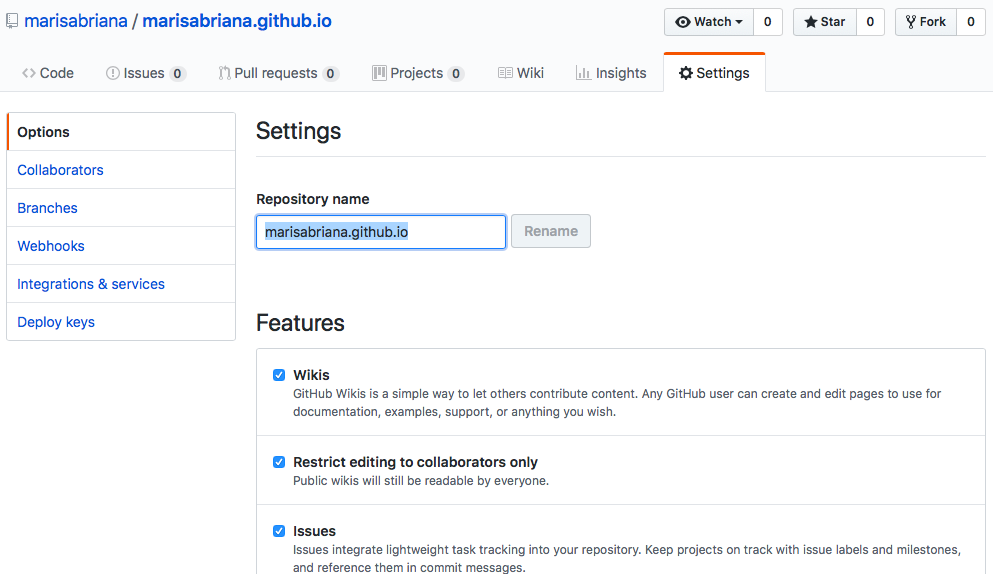 marisabriana / marisabriana.github.io
Watch 0 Star 0 Fork 0
Code Issues 0 Pull requests 0 Projects 0 Wiki Insights Settings
Options
Collaborators
Branches
Webhooks
Integrations & services
Deploy keys
Settings
Repository name
marisabriana.github.io Rename
Features
Wikis
GitHub Wikis is a simple way to let others contribute content. Any GitHub user can create and edit pages to use for
documentation, examples, support, or anything you wish.
Restrict editing to collaborators only
Public wikis will still be readable by everyone.
Issues
Issues integrate lightweight task tracking into your repository. Keep projects on track with issue labels and milestones,
and reference them in commit messages.